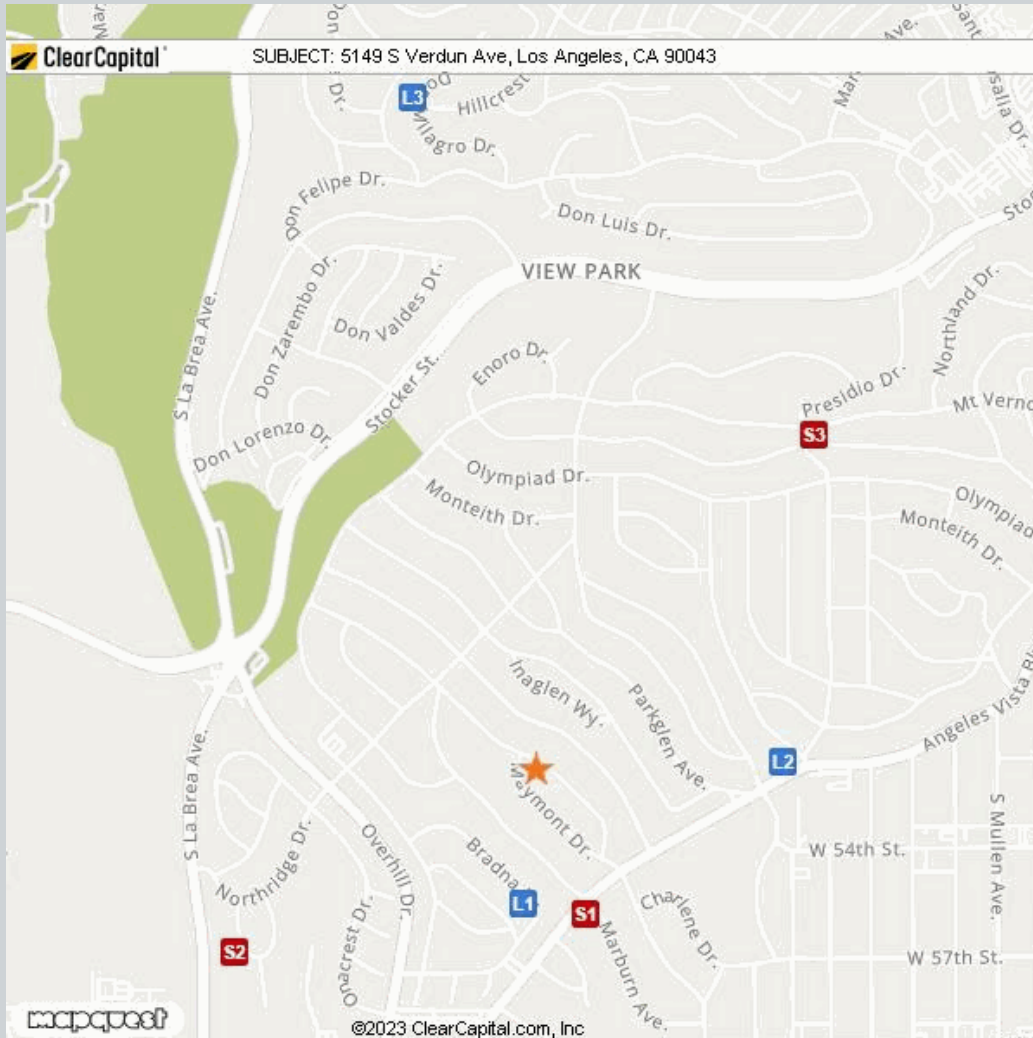 ClearCapital
SUBJECT: 5149 S Verdun Ave, Los Angeles, CA 90043
L3
Hillcrest
Milagro Dr.
Don Felipe Dr.
Don Luis Dr.
VIEW PARK
S La Brea Ave.
Don Zarembo Dr.
Don Valdes Dr.
Stocker St.
Enoro Dr.
Northland Dr.
Presidio Dr.
Mt Verno
S3
Don Lorenzo Dr.
Olympiad Dr.
Monteith Dr.
Olympiad
Monteith Dr.
Inaglen Wy.
Parkglen Ave.
Angeles Vista Bl
L2
Maymont Dr.
S La Brea Ave.
Overhill Dr.
Northridge Dr.
Bradna
L1
S1
Charlene Dr.
Marburn Ave.
W 54th St.
S Mullen Ave.
W 57th St.
S2
Onacrest Dr.
mapquest
©2023 ClearCapital.com, Inc